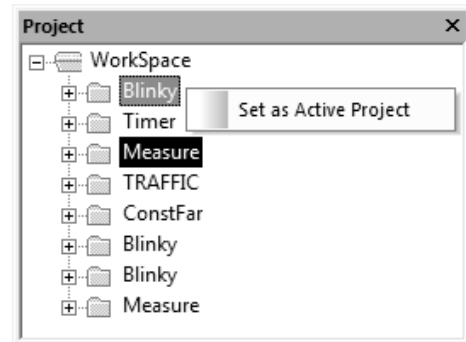 Project
WorkSpace
Blinky
Set as Active Project
Timer
Measure
TRAFFIC
ConstFar
Blinky
Blinky
Measure